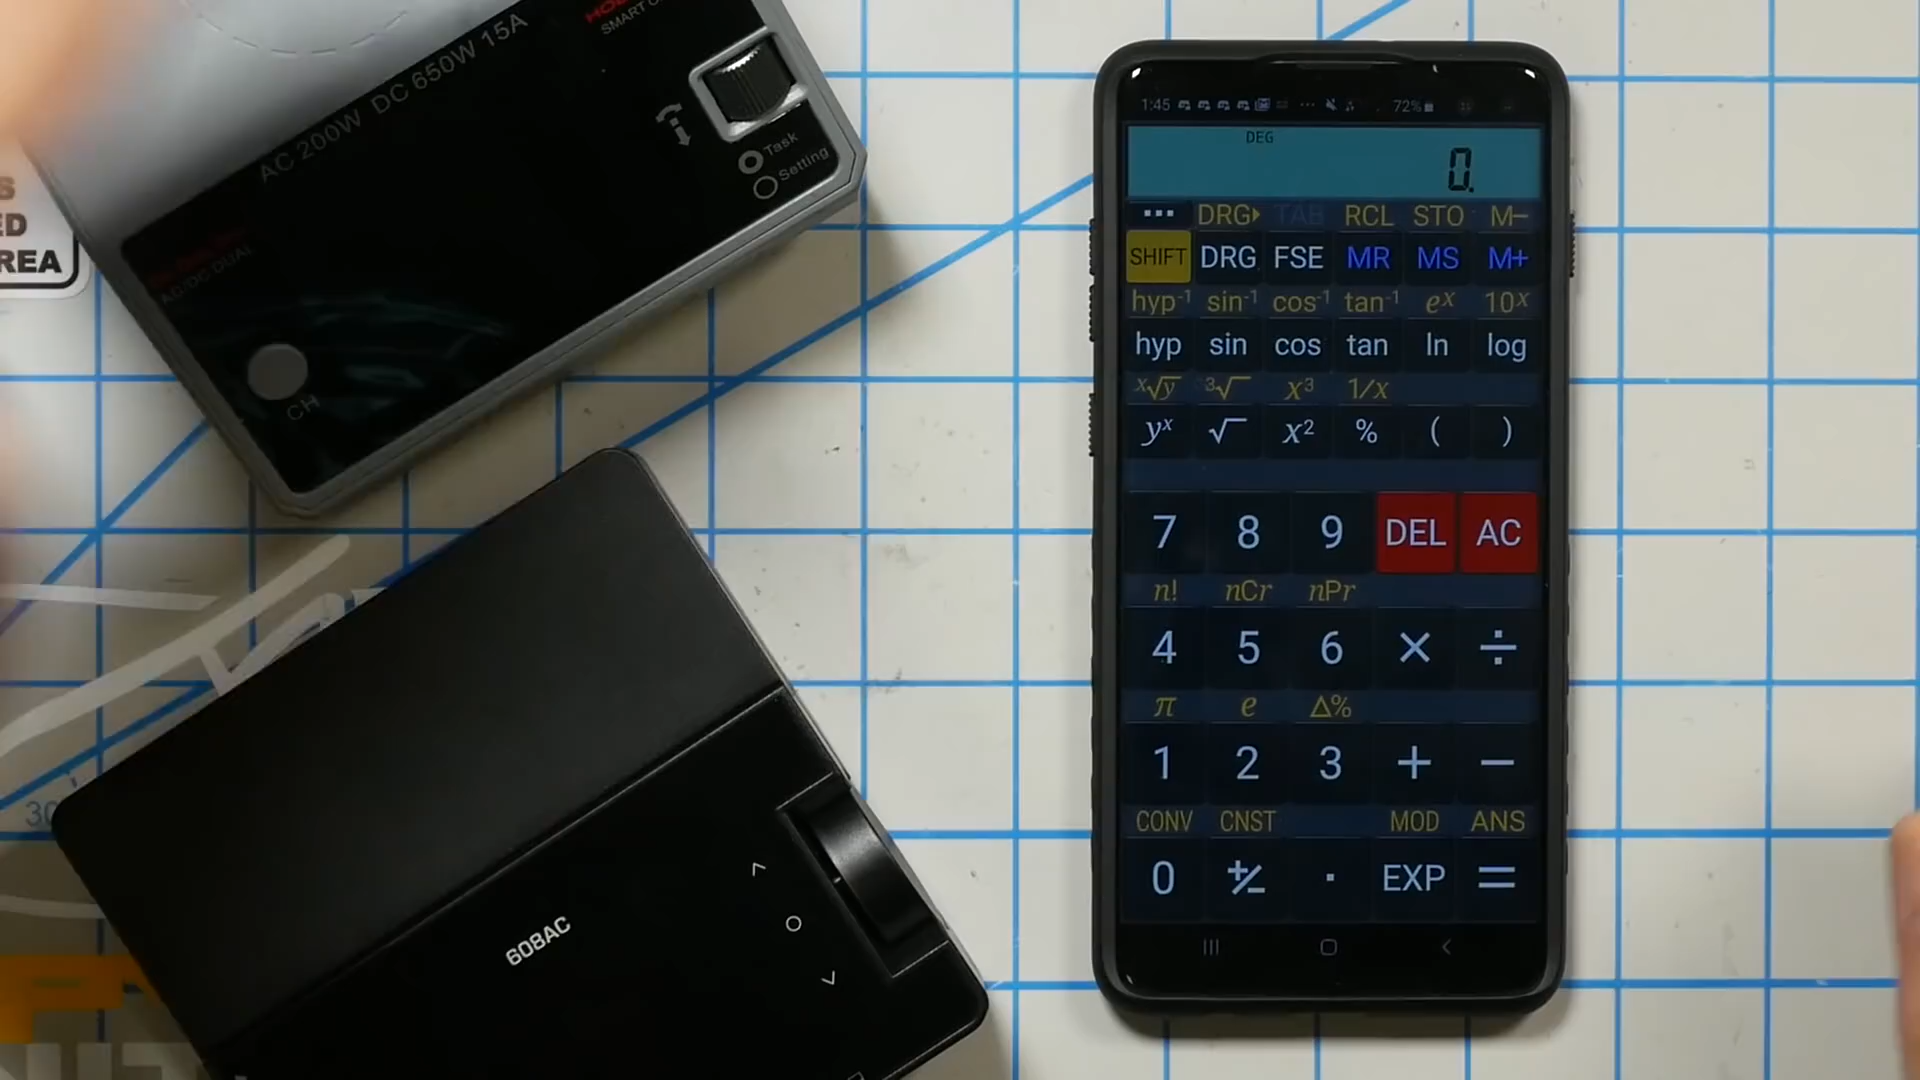 AC 200W DC 650W 15A
SMART
Task
Setting
AC/DC DUAL
CH
S
ED
REA
30
608AC
1:45
72%
DEG
0.
DRG▸ TAB RCL STO M−
SHIFT DRG FSE MR MS M+
hyp⁻¹ sin⁻¹ cos⁻¹ tan⁻¹ eˣ 10ˣ
hyp sin cos tan ln log
ˣ√y ³√ x³ 1/x
yˣ √ x² % ( )
7 8 9 DEL AC
n! nCr nPr
4 5 6 × ÷
π e Δ%
1 2 3 + −
CONV CNST MOD ANS
0 +/− . EXP =